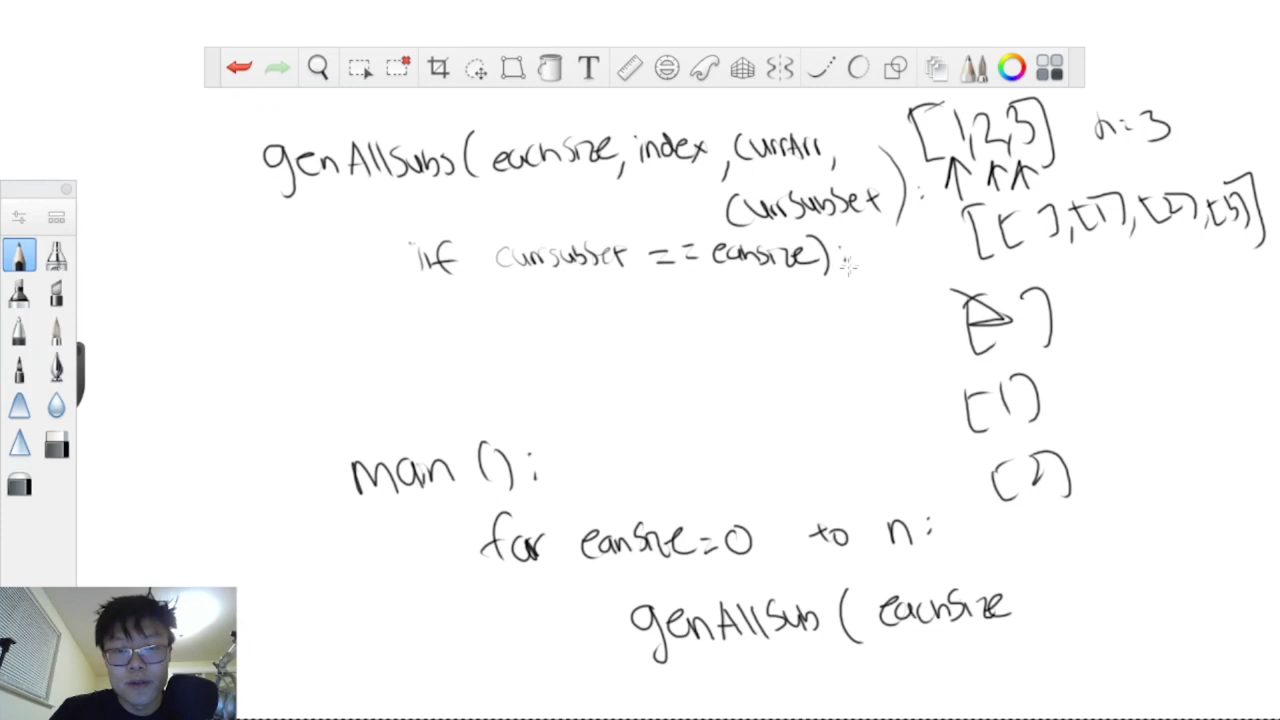 genAllSubs(eachsize, index, currArr,
currsubset):
if currsubset == eachsize):
[1,2,3] n=3
[[ ],[1],[2],[3]]
[ ]
[1]
[2]
main():
for eachsize=0 to n:
genAllSub(eachsize
T